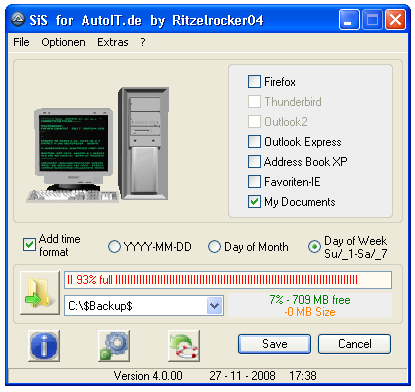 SiS for AutoIT.de by Ritzelrocker04
File Optionen Extras ?
Firefox
Thunderbird
Outlook2
Outlook Express
Address Book XP
Favoriten-IE
My Documents
Add time format
YYYY-MM-DD
Day of Month
Day of Week Su/_1-Sa/_7
93% full
C:\$Backup$
7% - 709 MB free
-0 MB Size
Save
Cancel
Version 4.0.00 27 - 11 - 2008 17:38